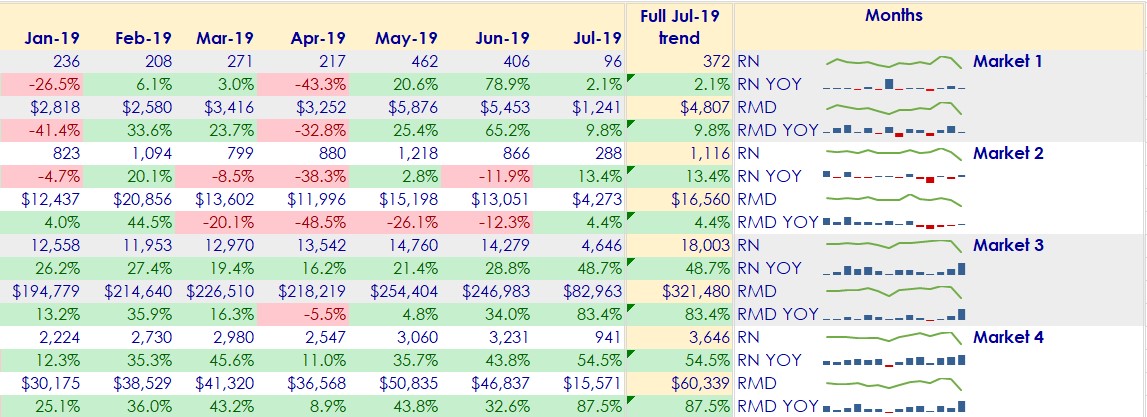 Full Jul-19 Months
Jan-19 Feb-19 Mar-19 Apr-19 May-19 Jun-19 Jul-19 trend
236 208 271 217 462 406 96 372 RN Market 1
-26.5% 6.1% 3.0% -43.3% 20.6% 78.9% 2.1% 2.1% RN YOY
$2,818 $2,580 $3,416 $3,252 $5,876 $5,453 $1,241 $4,807 RMD
-41.4% 33.6% 23.7% -32.8% 25.4% 65.2% 9.8% 9.8% RMD YOY
823 1,094 799 880 1,218 866 288 1,116 RN Market 2
-4.7% 20.1% -8.5% -38.3% 2.8% -11.9% 13.4% 13.4% RN YOY
$12,437 $20,856 $13,602 $11,996 $15,198 $13,051 $4,273 $16,560 RMD
4.0% 44.5% -20.1% -48.5% -26.1% -12.3% 4.4% 4.4% RMD YOY
12,558 11,953 12,970 13,542 14,760 14,279 4,646 18,003 RN Market 3
26.2% 27.4% 19.4% 16.2% 21.4% 28.8% 48.7% 48.7% RN YOY
$194,779 $214,640 $226,510 $218,219 $254,404 $246,983 $82,963 $321,480 RMD
13.2% 35.9% 16.3% -5.5% 4.8% 34.0% 83.4% 83.4% RMD YOY
2,224 2,730 2,980 2,547 3,060 3,231 941 3,646 RN Market 4
12.3% 35.3% 45.6% 11.0% 35.7% 43.8% 54.5% 54.5% RN YOY
$30,175 $38,529 $41,320 $36,568 $50,835 $46,837 $15,571 $60,339 RMD
25.1% 36.0% 43.2% 8.9% 43.8% 32.6% 87.5% 87.5% RMD YOY